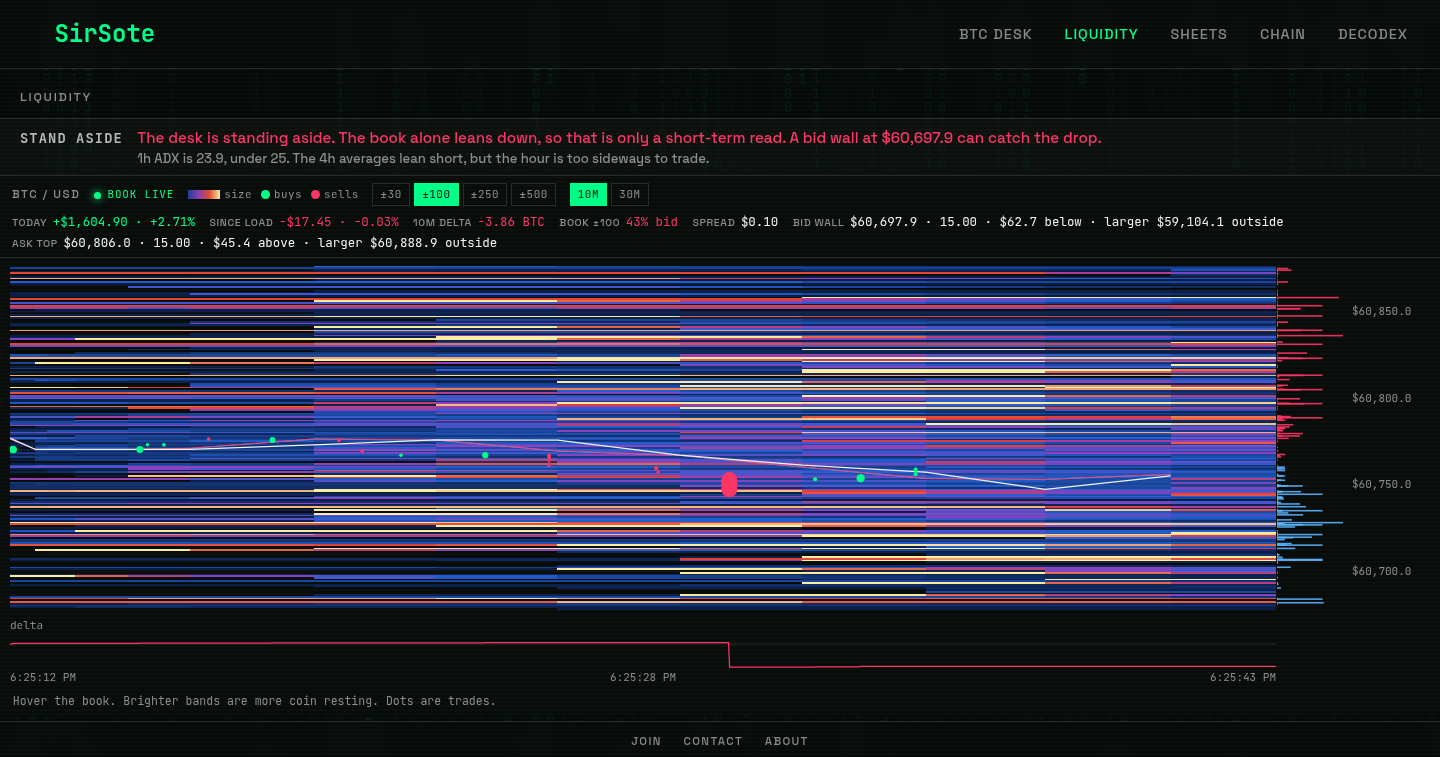 SirSote
BTC DESK LIQUIDITY SHEETS CHAIN DECODEX
LIQUIDITY
STAND ASIDE The desk is standing aside. The book alone leans down, so that is only a short-term read. A bid wall at $60,697.9 can catch the drop.
1h ADX is 23.9, under 25. The 4h averages lean short, but the hour is too sideways to trade.
BTC / USD BOOK LIVE size buys sells ±30 ±100 ±250 ±500 10M 30M
TODAY +$1,604.90 · +2.71% SINCE LOAD -$17.45 · -0.03% 10M DELTA -3.86 BTC BOOK ±100 43% bid SPREAD $0.10 BID WALL $60,697.9 · 15.00 · $62.7 below · larger $59,104.1 outside
ASK TOP $60,806.0 · 15.00 · $45.4 above · larger $60,888.9 outside
$60,850.0
$60,800.0
$60,750.0
$60,700.0
delta
6:25:12 PM 6:25:28 PM 6:25:43 PM
Hover the book. Brighter bands are more coin resting. Dots are trades.
JOIN CONTACT ABOUT